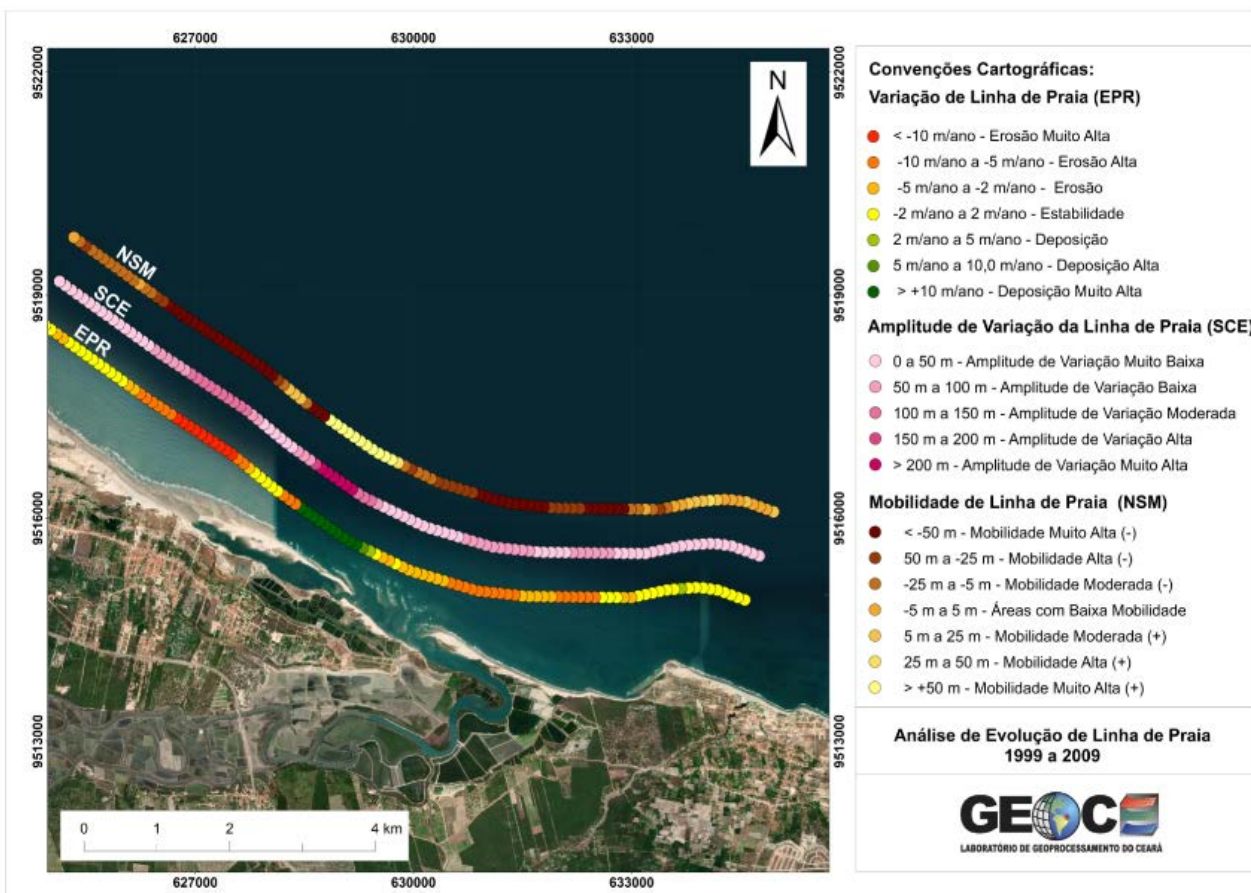 627000
630000
633000
9522000
9522000
N
NSM
SCE
EPR
9519000
9519000
9516000
9516000
9513000
9513000
0 1 2 4 km
627000
630000
633000
Convenções Cartográficas:
Variação de Linha de Praia (EPR)
< -10 m/ano - Erosão Muito Alta
-10 m/ano a -5 m/ano - Erosão Alta
-5 m/ano a -2 m/ano - Erosão
-2 m/ano a 2 m/ano - Estabilidade
2 m/ano a 5 m/ano - Deposição
5 m/ano a 10,0 m/ano - Deposição Alta
> +10 m/ano - Deposição Muito Alta
Amplitude de Variação da Linha de Praia (SCE)
0 a 50 m - Amplitude de Variação Muito Baixa
50 m a 100 m - Amplitude de Variação Baixa
100 m a 150 m - Amplitude de Variação Moderada
150 m a 200 m - Amplitude de Variação Alta
> 200 m - Amplitude de Variação Muito Alta
Mobilidade de Linha de Praia (NSM)
< -50 m - Mobilidade Muito Alta (-)
50 m a -25 m - Mobilidade Alta (-)
-25 m a -5 m - Mobilidade Moderada (-)
-5 m a 5 m - Áreas com Baixa Mobilidade
5 m a 25 m - Mobilidade Moderada (+)
25 m a 50 m - Mobilidade Alta (+)
> +50 m - Mobilidade Muito Alta (+)
Análise de Evolução de Linha de Praia
1999 a 2009
GEOCE
LABORATÓRIO DE GEOPROCESSAMENTO DO CEARÁ